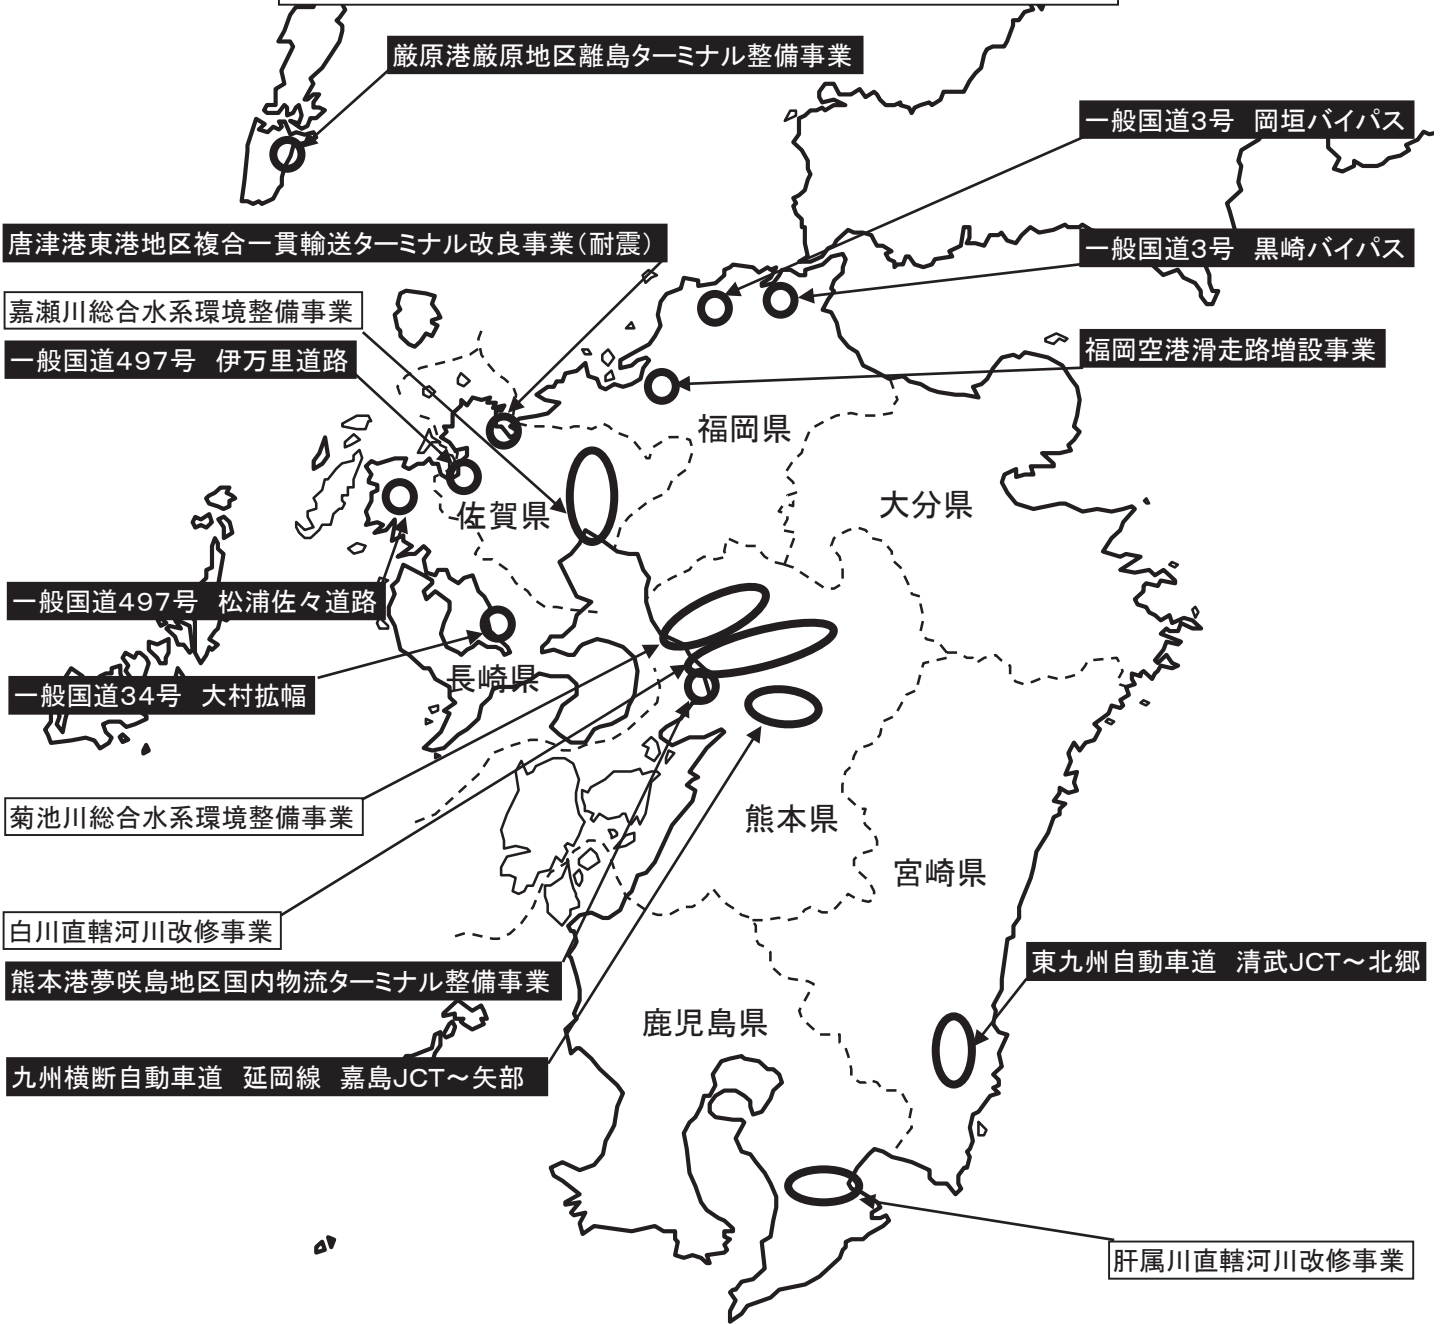 厳原港厳原地区離島ターミナル整備事業
一般国道3号　岡垣バイパス
唐津港東港地区複合一貫輸送ターミナル改良事業（耐震）
一般国道3号　黒崎バイパス
嘉瀬川総合水系環境整備事業
一般国道497号　伊万里道路
福岡空港滑走路増設事業
福岡県
大分県
佐賀県
一般国道497号　松浦佐々道路
長崎県
一般国道34号　大村拡幅
菊池川総合水系環境整備事業
熊本県
宮崎県
白川直轄河川改修事業
東九州自動車道　清武JCT～北郷
熊本港夢咲島地区国内物流ターミナル整備事業
鹿児島県
九州横断自動車道　延岡線　嘉島JCT～矢部
肝属川直轄河川改修事業